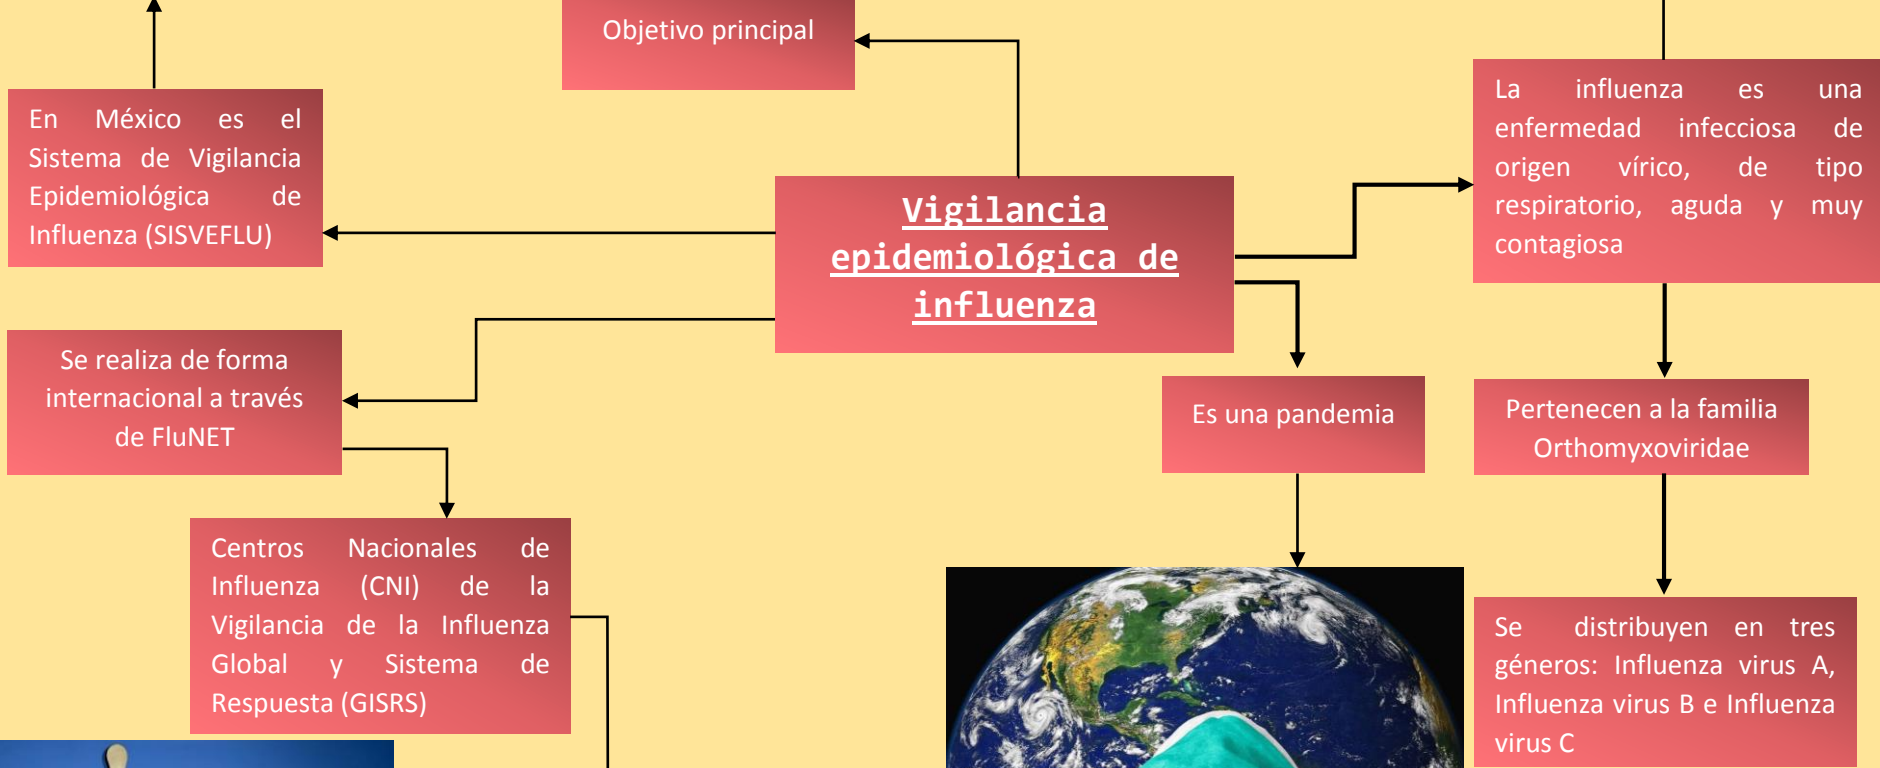 Objetivo principal
En México es el
Sistema de Vigilancia
Epidemiológica de
Influenza (SISVEFLU)
La influenza es una
enfermedad infecciosa de
origen vírico, de tipo
respiratorio, aguda y muy
contagiosa
Vigilancia
epidemiológica de
influenza
Se realiza de forma
internacional a través
de FluNET
Es una pandemia
Pertenecen a la familia
Orthomyxoviridae
Centros Nacionales de
Influenza (CNI) de la
Vigilancia de la Influenza
Global y Sistema de
Respuesta (GISRS)
Se distribuyen en tres
géneros: Influenza virus A,
Influenza virus B e Influenza
virus C